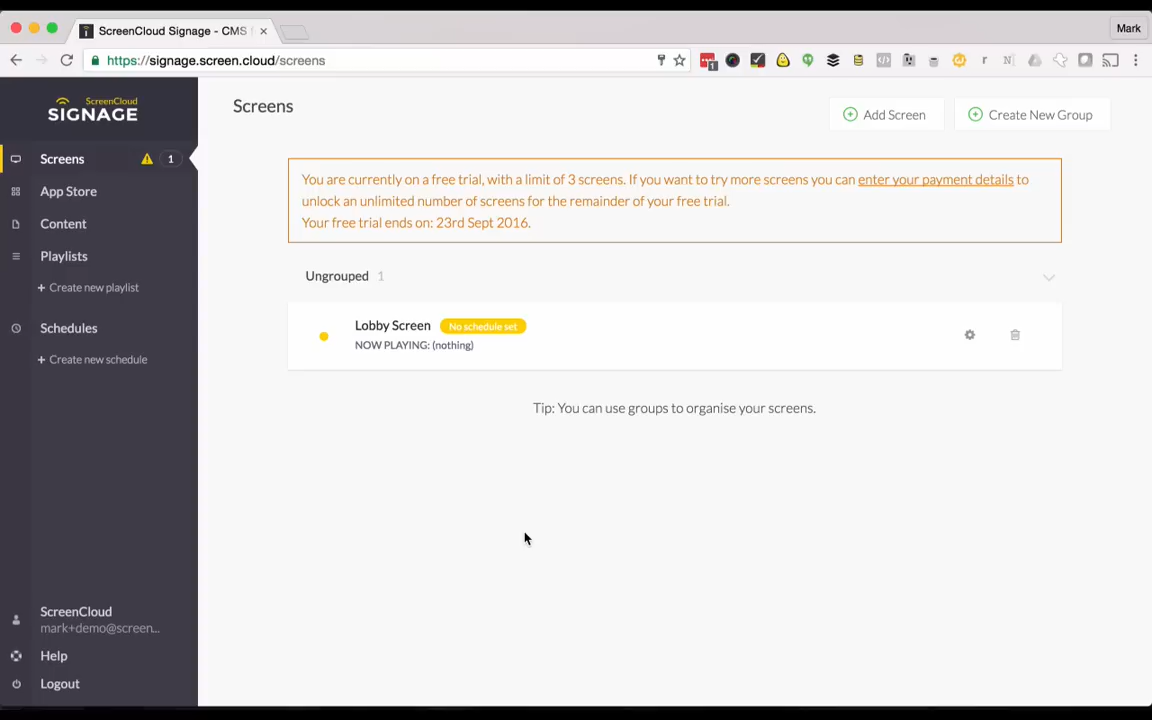 ScreenCloud Signage - CMS
Mark
https://signage.screen.cloud/screens
1
ScreenCloud
SIGNAGE
Screens
1
App Store
Content
Playlists
+ Create new playlist
Schedules
+ Create new schedule
ScreenCloud
mark+demo@screen...
Help
Logout
Screens
Add Screen
Create New Group
You are currently on a free trial, with a limit of 3 screens. If you want to try more screens you can enter your payment details to
unlock an unlimited number of screens for the remainder of your free trial.
Your free trial ends on: 23rd Sept 2016.
Ungrouped 1
Lobby Screen No schedule set
NOW PLAYING: (nothing)
Tip: You can use groups to organise your screens.